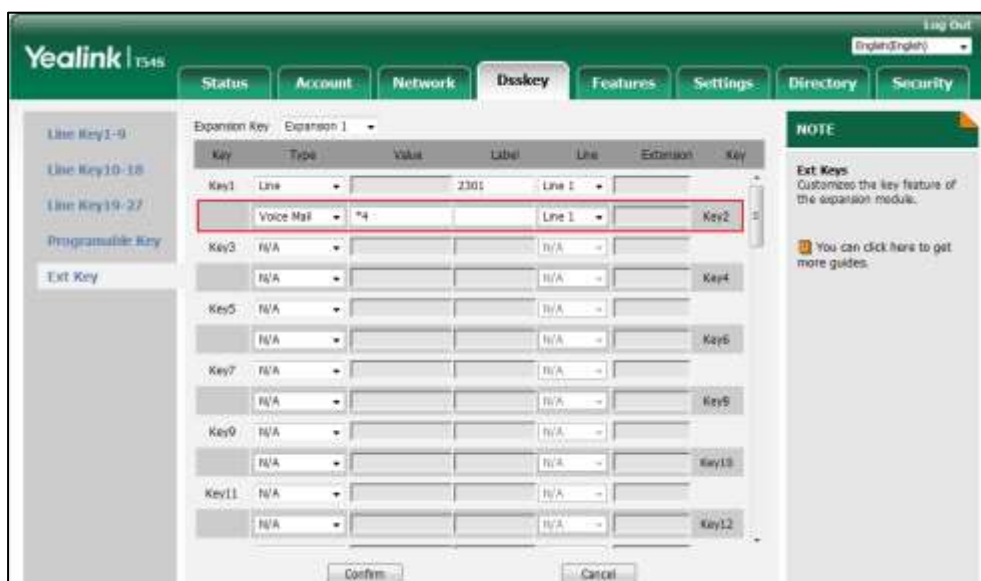 Log Out
English(English)
Yealink T54S
Status Account Network Dsskey Features Settings Directory Security
Line Key1-9
Line Key10-18
Line Key19-27
Programable Key
Ext Key
Expansion Key Expansion 1
Key Type Value Label Line Extension Key
Key1 Line 2301 Line 1
Voice Mail *4 Line 1 Key2
Key3 N/A N/A
N/A N/A Key4
Key5 N/A N/A
N/A N/A Key6
Key7 N/A N/A
N/A N/A Key8
Key9 N/A N/A
N/A N/A Key10
Key11 N/A N/A
N/A N/A Key12
Confirm Cancel
NOTE
Ext Keys
Customizes the key feature of
the expansion module.
You can click here to get
more guides.